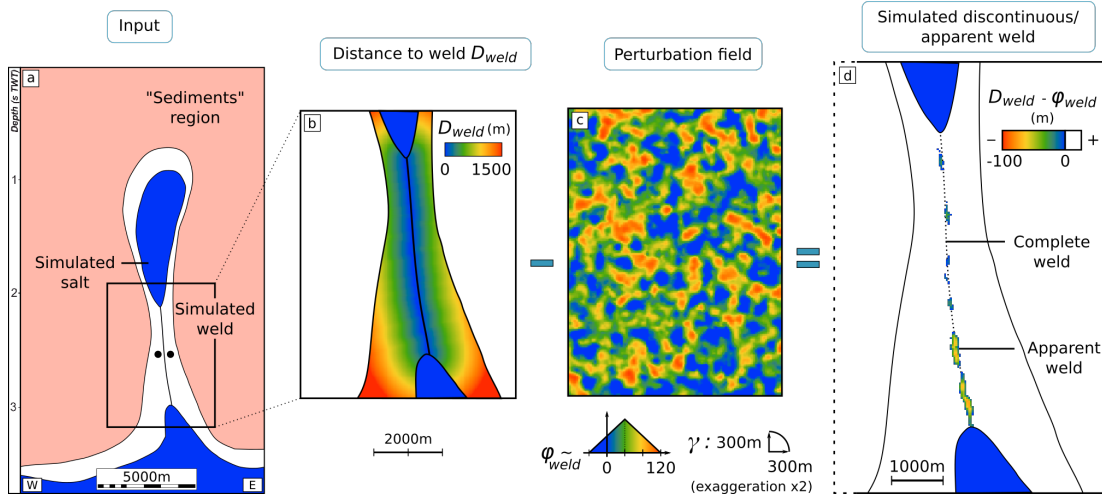 Input
Distance to weld D_weld
Perturbation field
Simulated discontinuous/
apparent weld
a
Depth (s TWT)
"Sediments"
region
1
2
3
Simulated
salt
Simulated
weld
5000m
W
E
b
D_weld (m)
0 1500
2000m
c
φ_weld ~
0 120
γ : 300m
300m
(exaggeration x2)
d
D_weld - φ_weld
(m)
− +
-100 0
Complete
weld
Apparent
weld
1000m